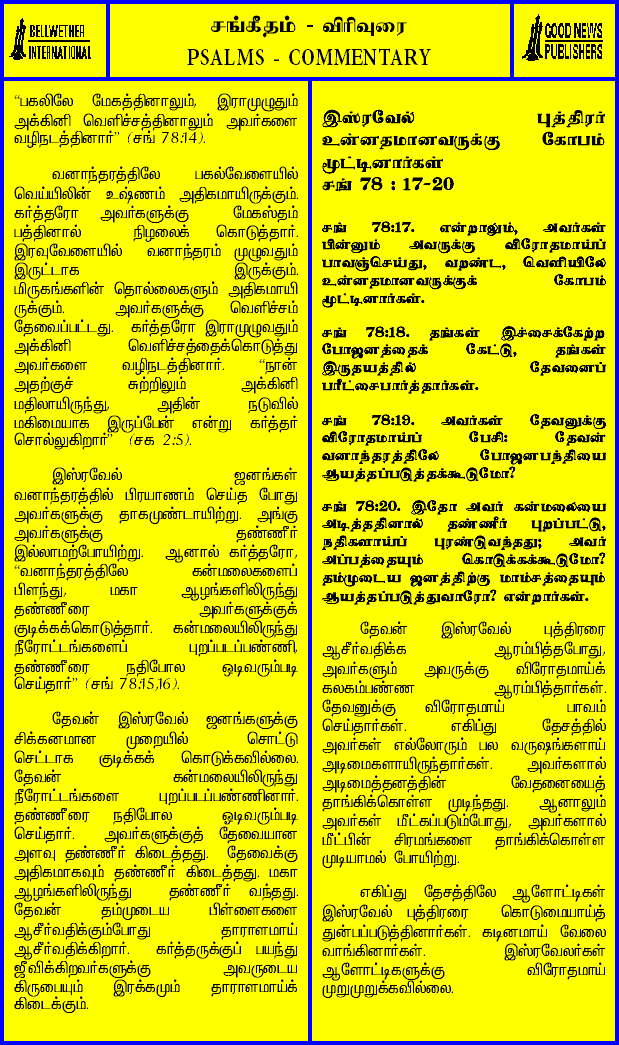 BELLWETHER
INTERNATIONAL
சங்கீதம் - விரிவுரை
PSALMS - COMMENTARY
GOOD NEWS
PUBLISHERS
“பகலிலே மேகத்தினாலும், இராமுழுதும்
அக்கினி வெளிச்சத்தினாலும் அவர்களை
வழிநடத்தினார்” (சங் 78:14).
வனாந்தரத்திலே பகல்வேளையில்
வெய்யிலின் உஷ்ணம் அதிகமாயிருக்கும்.
கர்த்தரோ அவர்களுக்கு மேகஸ்தம்
பத்தினால் நிழலைக் கொடுத்தார்.
இரவுவேளையில் வனாந்தரம் முழுவதும்
இருட்டாக இருக்கும்.
மிருகங்களின் தொல்லைகளும் அதிகமாயி
ருக்கும். அவர்களுக்கு வெளிச்சம்
தேவைப்பட்டது. கர்த்தரோ இராமுழுவதும்
அக்கினி வெளிச்சத்தைக்கொடுத்து
அவர்களை வழிநடத்தினார். “நான்
அதற்குச் சுற்றிலும் அக்கினி
மதிலாயிருந்து, அதின் நடுவில்
மகிமையாக இருப்பேன் என்று கர்த்தர்
சொல்லுகிறார்” (சக 2:5).
இஸ்ரவேல் ஜனங்கள்
வனாந்தரத்தில் பிரயாணம் செய்த போது
அவர்களுக்கு தாகமுண்டாயிற்று. அங்கு
அவர்களுக்கு தண்ணீர்
இல்லாமற்போயிற்று. ஆனால் கர்த்தரோ,
“வனாந்தரத்திலே கன்மலைகளைப்
பிளந்து, மகா ஆழங்களிலிருந்து
தண்ணீரை அவர்களுக்குக்
குடிக்கக்கொடுத்தார். கன்மலையிலிருந்து
நீரோட்டங்களைப் புறப்படப்பண்ணி,
தண்ணீரை நதிபோல ஓடிவரும்படி
செய்தார்” (சங் 78:15,16).
தேவன் இஸ்ரவேல் ஜனங்களுக்கு
சிக்கனமான முறையில் சொட்டு
செட்டாக குடிக்கக் கொடுக்கவில்லை.
தேவன் கன்மலையிலிருந்து
நீரோட்டங்களை புறப்படப்பண்ணினார்.
தண்ணீரை நதிபோல ஓடிவரும்படி
செய்தார். அவர்களுக்குத் தேவையான
அளவு தண்ணீர் கிடைத்தது. தேவைக்கு
அதிகமாகவும் தண்ணீர் கிடைத்தது. மகா
ஆழங்களிலிருந்து தண்ணீர் வந்தது.
தேவன் தம்முடைய பிள்ளைகளை
ஆசீர்வதிக்கும்போது தாராளமாய்
ஆசீர்வதிக்கிறார். கர்த்தருக்குப் பயந்து
ஜீவிக்கிறவர்களுக்கு அவருடைய
கிருபையும் இரக்கமும் தாராளமாய்க்
கிடைக்கும்.
இஸ்ரவேல் புத்திரர்
உன்னதமானவருக்கு கோபம்
மூட்டினார்கள்
சங் 78 : 17-20
சங் 78:17. என்றாலும், அவர்கள்
பின்னும் அவருக்கு விரோதமாய்ப்
பாவஞ்செய்து, வறண்ட, வெளியிலே
உன்னதமானவருக்குக் கோபம்
மூட்டினார்கள்.
சங் 78:18. தங்கள் இச்சைக்கேற்ற
போஜனத்தைக் கேட்டு, தங்கள்
இருதயத்தில் தேவனைப்
பரீட்சைபார்த்தார்கள்.
சங் 78:19. அவர்கள் தேவனுக்கு
விரோதமாய்ப் பேசி: தேவன்
வனாந்தரத்திலே போஜனபந்தியை
ஆயத்தப்படுத்தக்கூடுமோ?
சங் 78:20. இதோ அவர் கன்மலையை
அடித்ததினால் தண்ணீர் புறப்பட்டு,
நதிகளாய்ப் புரண்டுவந்தது; அவர்
அப்பத்தையும் கொடுக்கக்கூடுமோ?
தம்முடைய ஜனத்திற்கு மாம்சத்தையும்
ஆயத்தப்படுத்துவாரோ? என்றார்கள்.
தேவன் இஸ்ரவேல் புத்திரரை
ஆசீர்வதிக்க ஆரம்பித்தபோது,
அவர்களும் அவருக்கு விரோதமாய்க்
கலகம்பண்ண ஆரம்பித்தார்கள்.
தேவனுக்கு விரோதமாய் பாவம்
செய்தார்கள். எகிப்து தேசத்தில்
அவர்கள் எல்லோரும் பல வருஷங்களாய்
அடிமைகளாயிருந்தார்கள். அவர்களால்
அடிமைத்தனத்தின் வேதனையைத்
தாங்கிக்கொள்ள முடிந்தது. ஆனாலும்
அவர்கள் மீட்கப்படும்போது, அவர்களால்
மீட்பின் சிரமங்களை தாங்கிக்கொள்ள
முடியாமல் போயிற்று.
எகிப்து தேசத்திலே ஆளோட்டிகள்
இஸ்ரவேல் புத்திரரை கொடுமையாய்த்
துன்பப்படுத்தினார்கள். கடினமாய் வேலை
வாங்கினார்கள். இஸ்ரவேலர்கள்
ஆளோட்டிகளுக்கு விரோதமாய்
முறுமுறுக்கவில்லை.